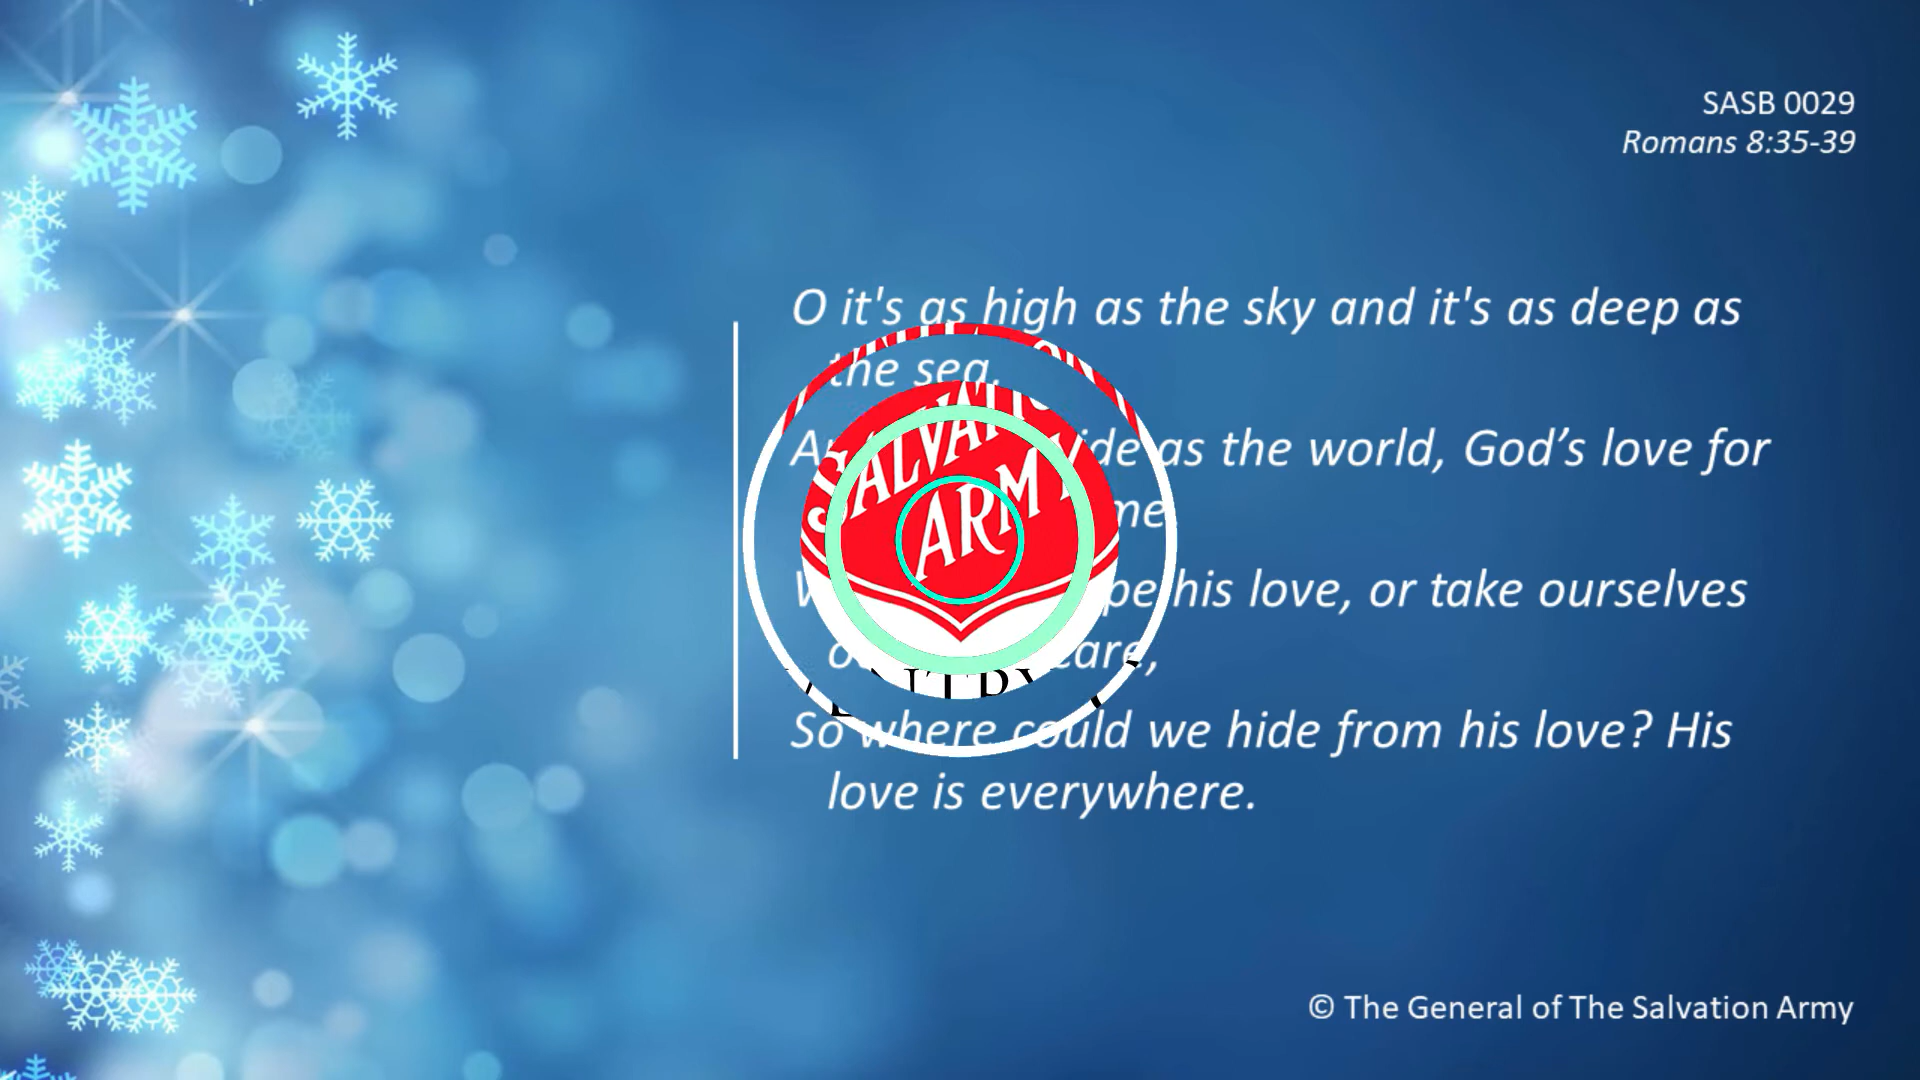 SASB 0029
Romans 8:35-39
O it's as high as the sky and it's as deep as
the sea,
as the world, God’s love for
me
SALVATION
ARMY
his love, or take ourselves
care,
So where could we hide from his love? His
love is everywhere.
© The General of The Salvation Army